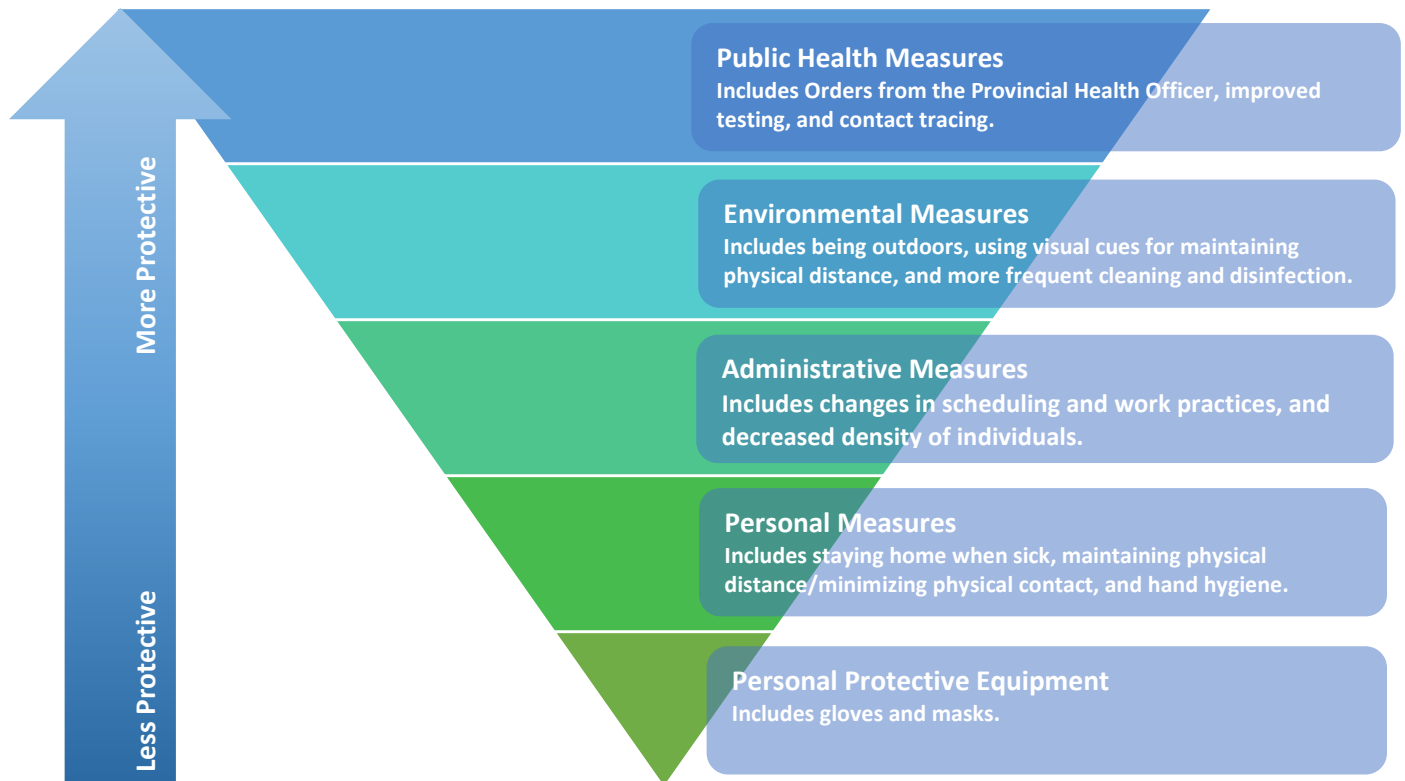 Public Health Measures
Includes Orders from the Provincial Health Officer, improved
testing, and contact tracing.
More Protective
Environmental Measures
Includes being outdoors, using visual cues for maintaining
physical distance, and more frequent cleaning and disinfection.
Administrative Measures
Includes changes in scheduling and work practices, and
decreased density of individuals.
Personal Measures
Includes staying home when sick, maintaining physical
distance/minimizing physical contact, and hand hygiene.
Less Protective
Personal Protective Equipment
Includes gloves and masks.